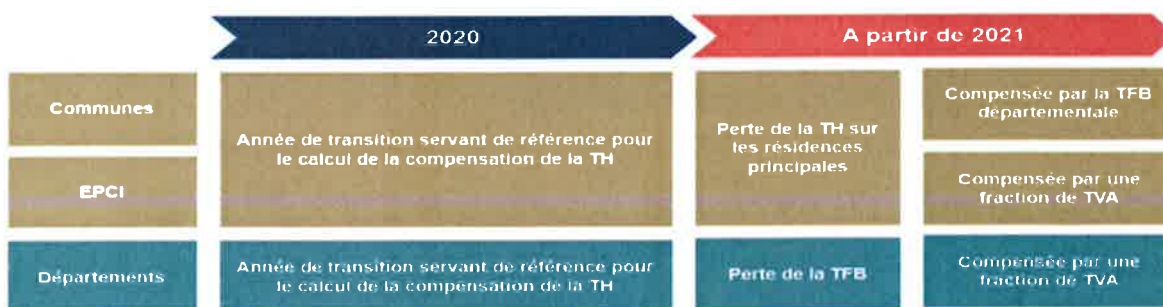 2020
A partir de 2021
Communes
EPCI
Année de transition servant de référence pour
le calcul de la compensation de la TH
Perte de la TH sur
les résidences
principales
Compensée par la TFB
départementale
Compensée par une
fraction de TVA
Départements
Année de transition servant de référence pour
le calcul de la compensation de la TH
Perte de la TFB
Compensée par une
fraction de TVA